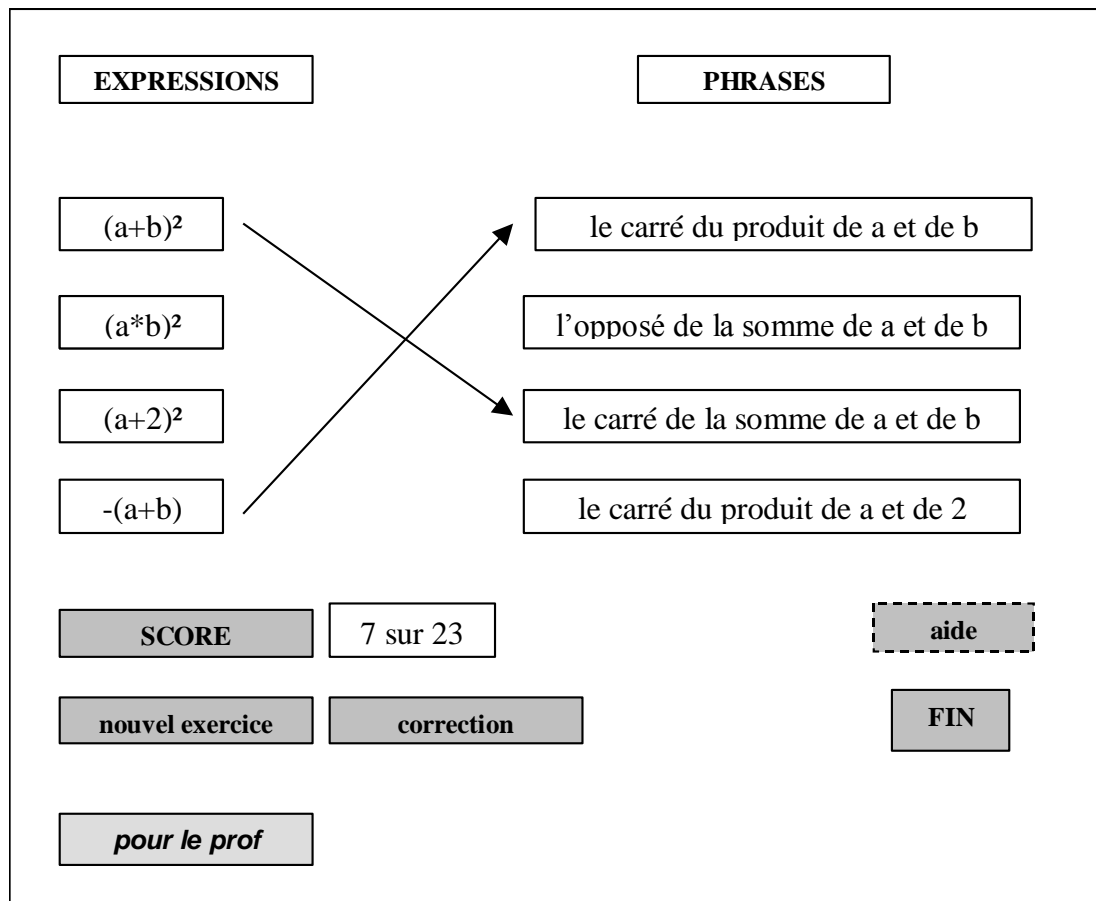 EXPRESSIONS PHRASES
(a+b)² le carré du produit de a et de b
(a*b)² l’opposé de la somme de a et de b
(a+2)² le carré de la somme de a et de b
-(a+b) le carré du produit de a et de 2
SCORE 7 sur 23 aide
nouvel exercice correction FIN
pour le prof